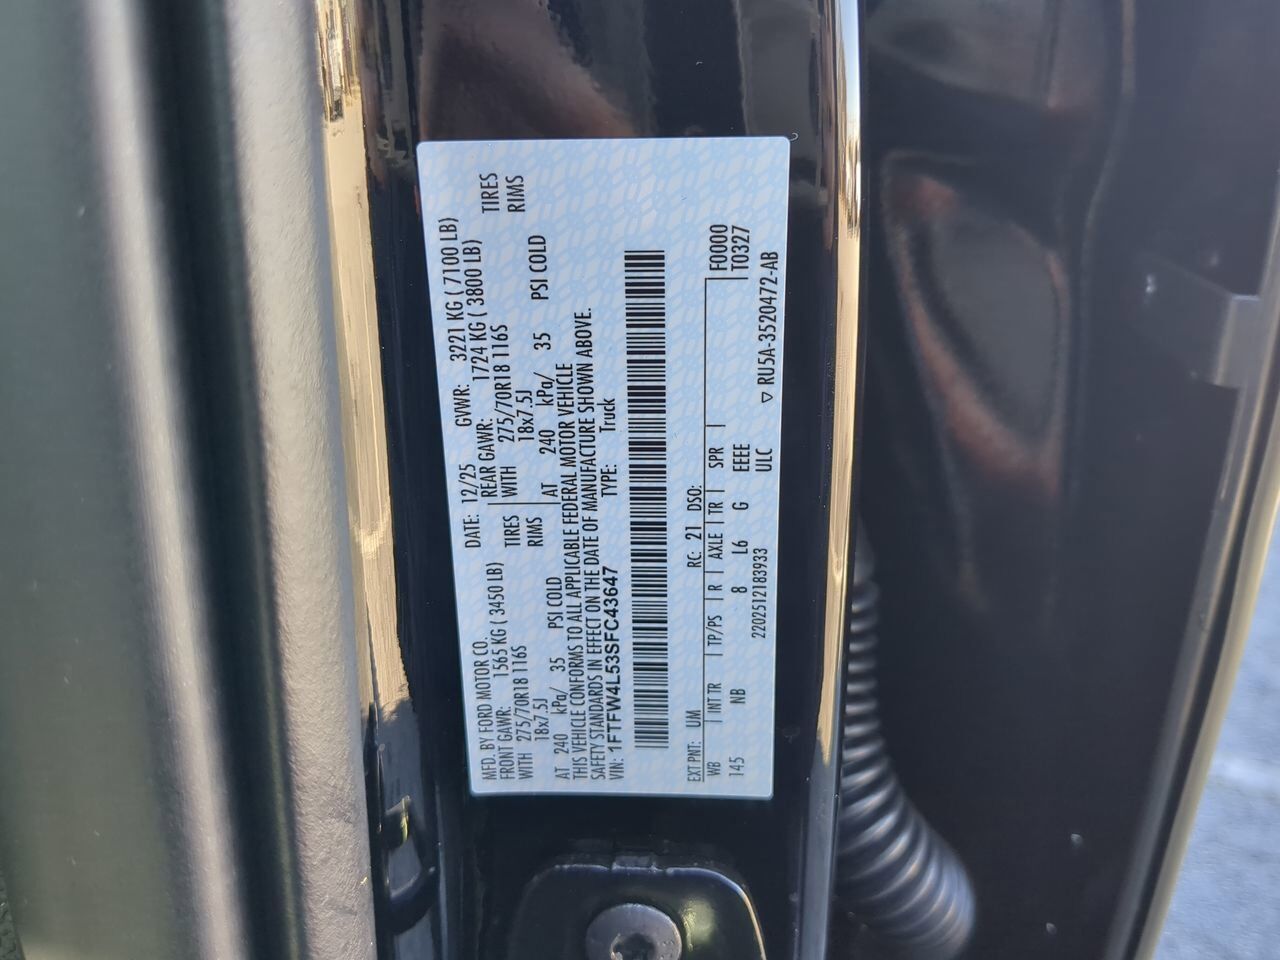 MFD. BY FORD MOTOR CO. DATE: 12/25 GVWR: 3221 KG ( 7100 LB)
FRONT GAWR: 1565 KG ( 3450 LB) REAR GAWR: 1724 KG ( 3800 LB)
WITH 275/70R18 116S TIRES WITH 275/70R18 116S TIRES
18x7.5J RIMS 18x7.5J RIMS
AT 240 kPa/ 35 PSI COLD AT 240 kPa/ 35 PSI COLD
THIS VEHICLE CONFORMS TO ALL APPLICABLE FEDERAL MOTOR VEHICLE
SAFETY STANDARDS IN EFFECT ON THE DATE OF MANUFACTURE SHOWN ABOVE.
VIN: 1FTFW4L53SFC43647 TYPE: Truck
EXT PNT: UM RC: 21 DSO: F0000
WB INT TR TP/PS R AXLE TR SPR T0327
145 NB 8 L6 G EEEE
2202512183933 ULC ▽ RU5A-3520472-AB